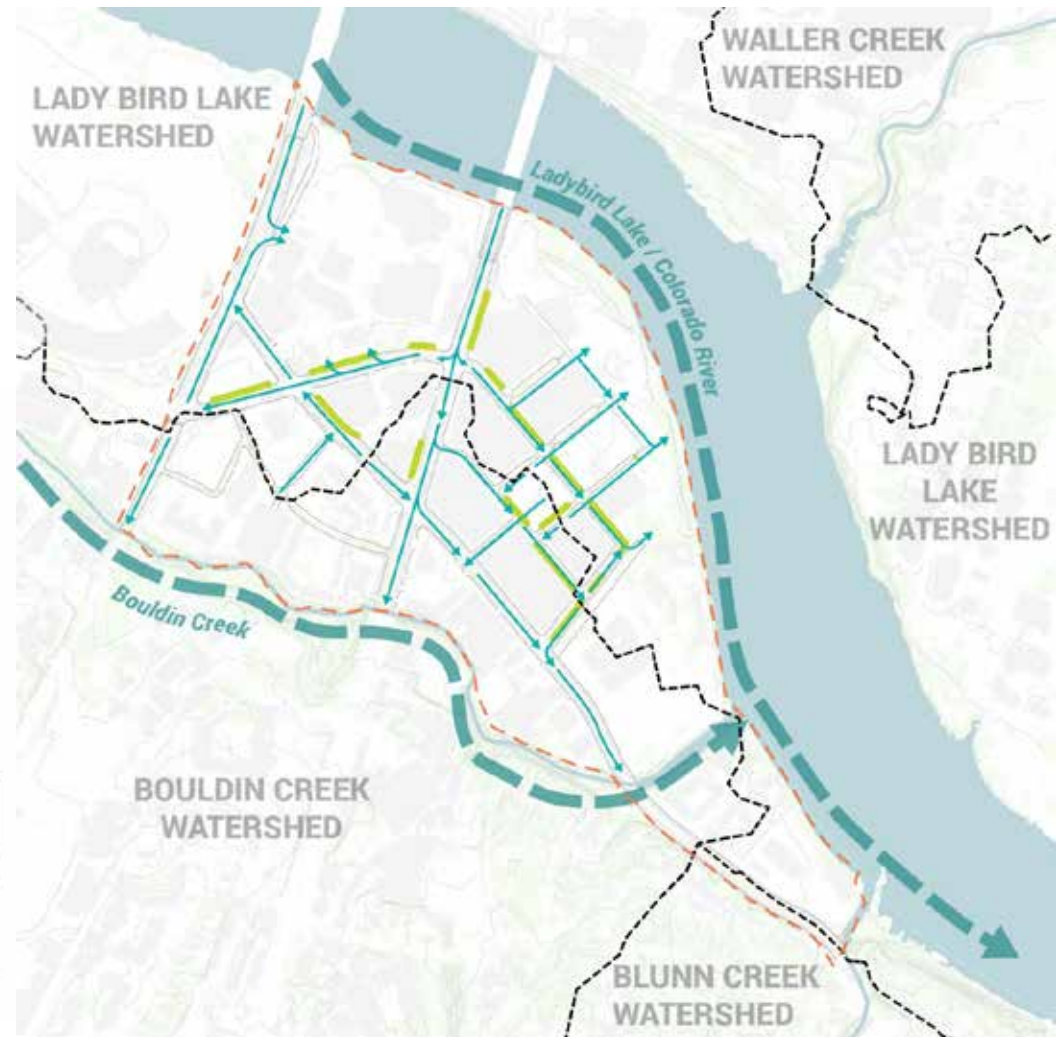 WALLER CREEK
WATERSHED
LADY BIRD LAKE
WATERSHED
Ladybird Lake / Colorado River
LADY BIRD
LAKE
WATERSHED
Bouldin Creek
BOULDIN CREEK
WATERSHED
BLUNN CREEK
WATERSHED